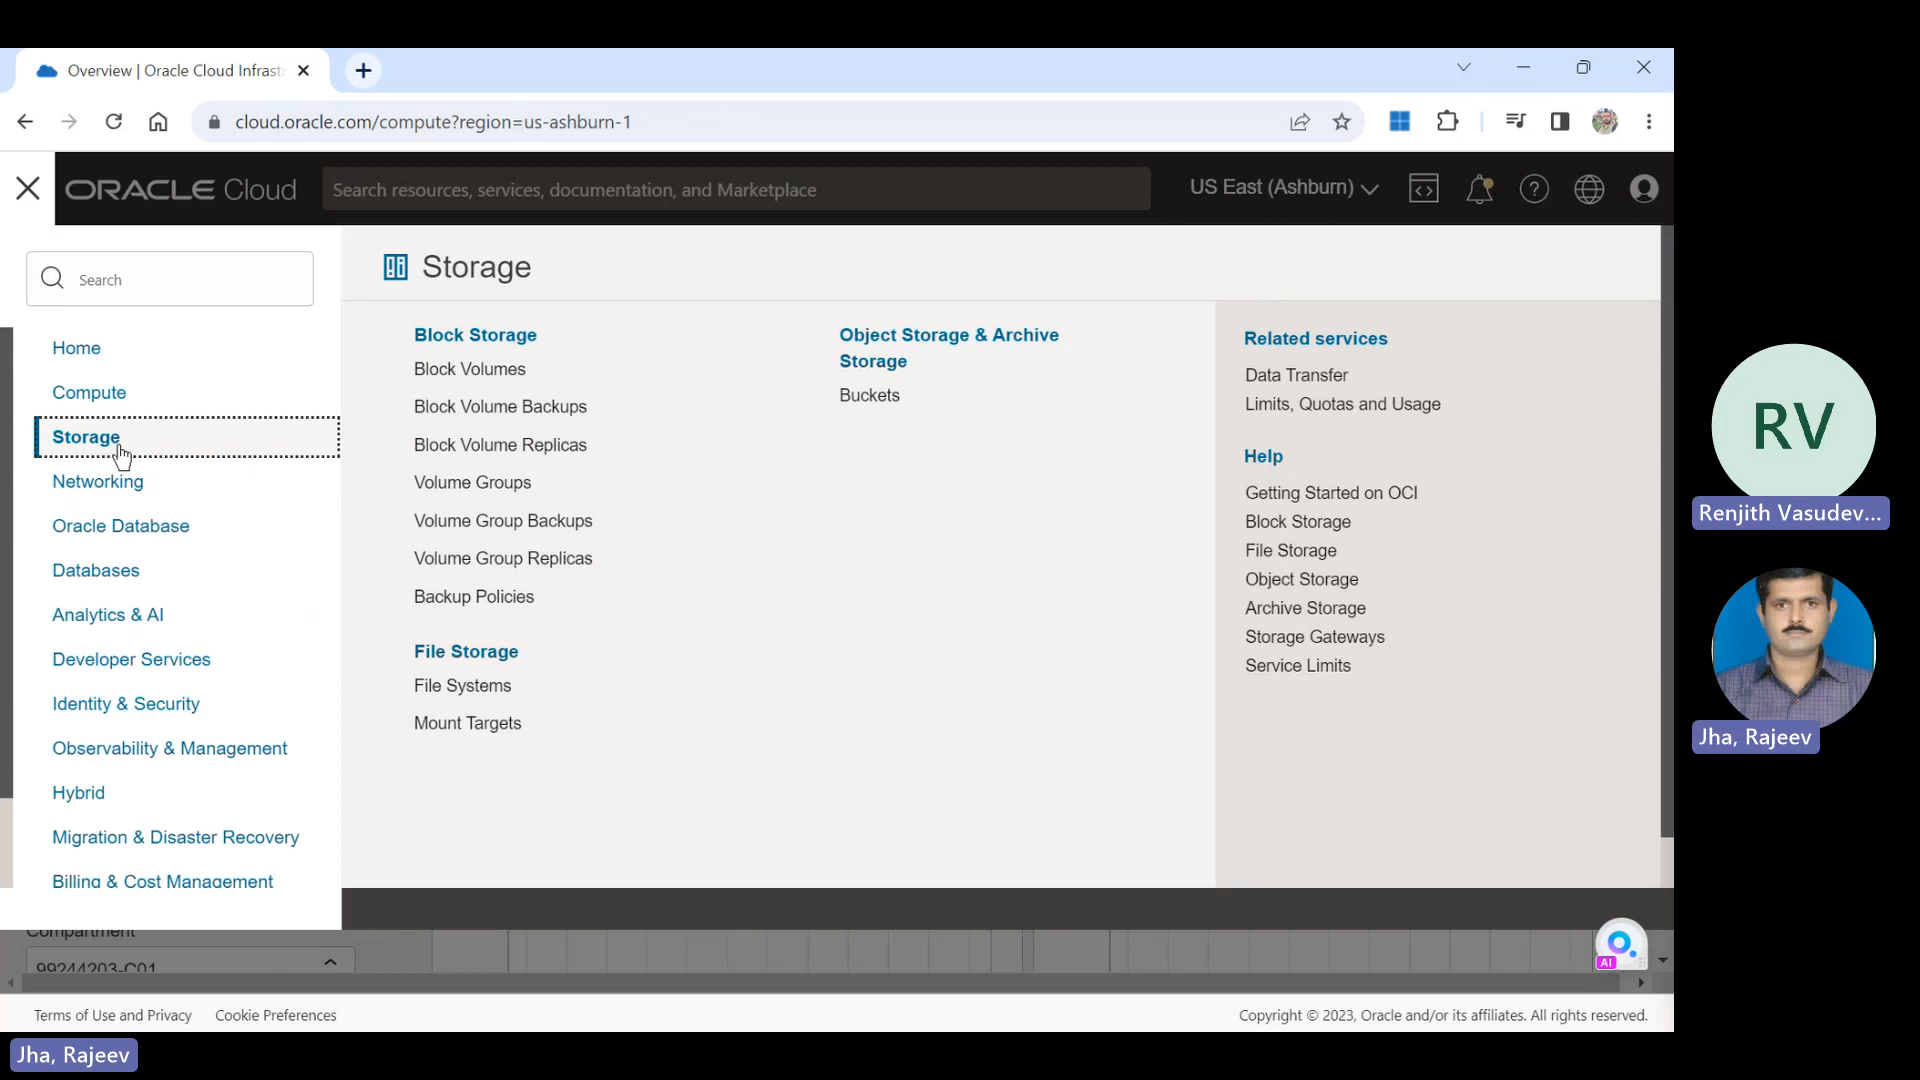 Overview | Oracle Cloud Infrast
cloud.oracle.com/compute?region=us-ashburn-1
ORACLE Cloud
Search resources, services, documentation, and Marketplace
US East (Ashburn)
Search
Home
Compute
Storage
Networking
Oracle Database
Databases
Analytics & AI
Developer Services
Identity & Security
Observability & Management
Hybrid
Migration & Disaster Recovery
Billing & Cost Management
Storage
Block Storage
Block Volumes
Block Volume Backups
Block Volume Replicas
Volume Groups
Volume Group Backups
Volume Group Replicas
Backup Policies
File Storage
File Systems
Mount Targets
Object Storage & Archive
Storage
Buckets
Related services
Data Transfer
Limits, Quotas and Usage
Help
Getting Started on OCI
Block Storage
File Storage
Object Storage
Archive Storage
Storage Gateways
Service Limits
Compartment
99244203-C01
AI
Terms of Use and Privacy
Cookie Preferences
Copyright © 2023, Oracle and/or its affiliates. All rights reserved.
RV
Renjith Vasudev...
Jha, Rajeev
Jha, Rajeev